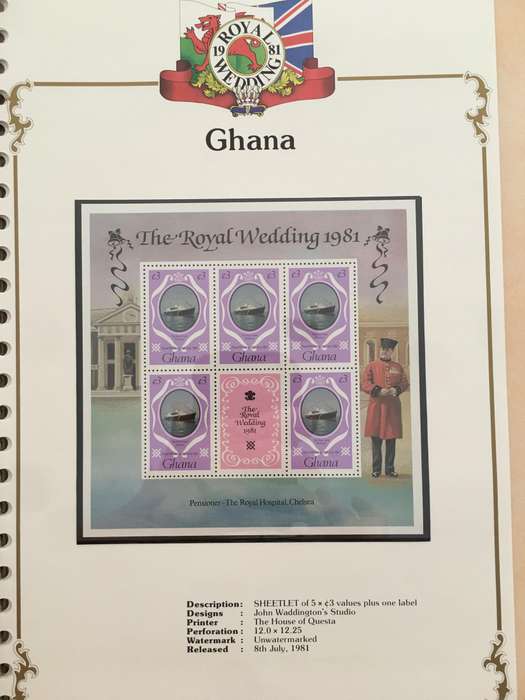 ROYAL
19 81
WEDDING
Ghana
The Royal Wedding 1981
¢3 ¢3 ¢3
Ghana Ghana Ghana
¢3 ¢3
The
Royal
Wedding
1981
Ghana Ghana
Pensioner–The Royal Hospital, Chelsea
Description: SHEETLET of 5 × ¢3 values plus one label
Designs : John Waddington's Studio
Printer : The House of Questa
Perforation : 12.0 × 12.25
Watermark : Unwatermarked
Released : 8th July, 1981